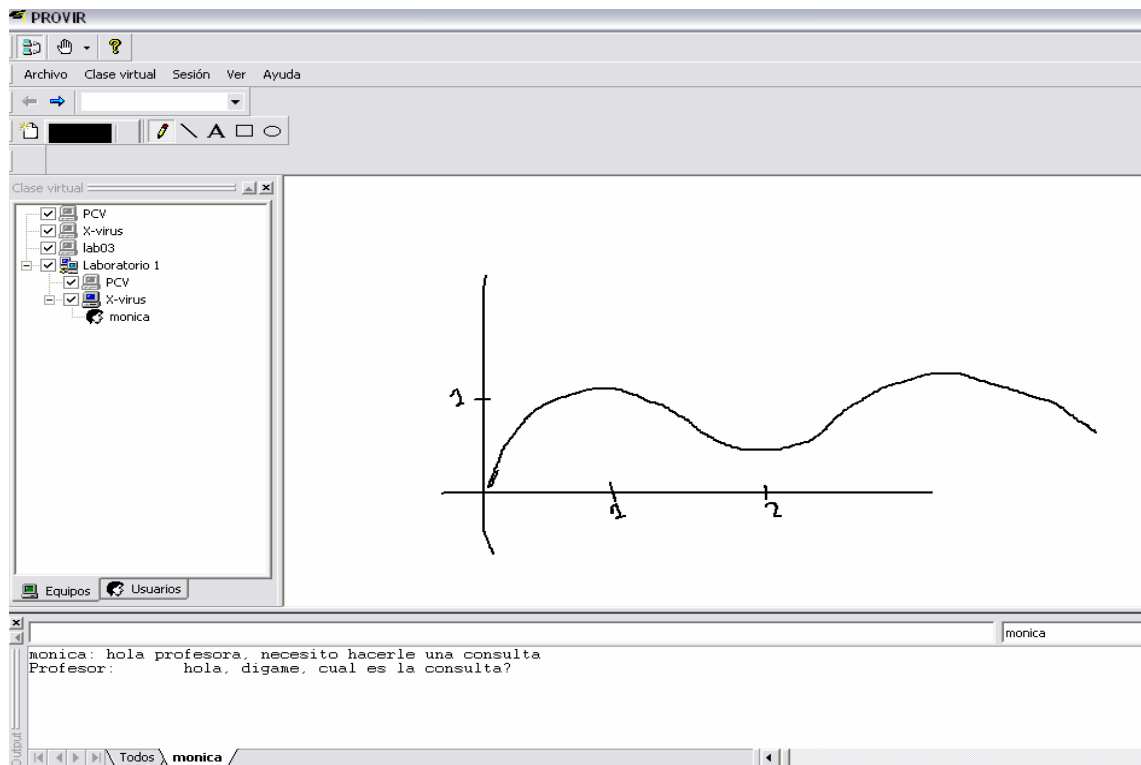 PROVIR
Archivo Clase virtual Sesión Ver Ayuda
A
Clase virtual
PCV
X-virus
lab03
Laboratorio 1
PCV
X-virus
monica
1
1
2
Equipos Usuarios
monica
monica: hola profesora, necesito hacerle una consulta
Profesor: hola, digame, cual es la consulta?
Output
Todos monica